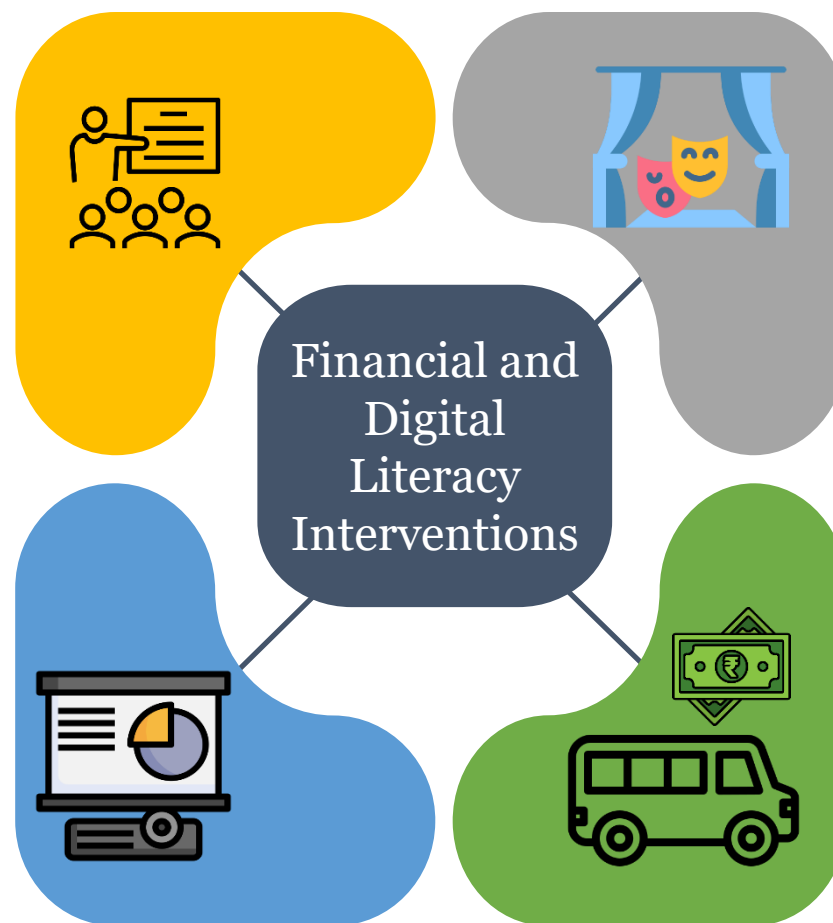 Financial and
Digital
Literacy
Interventions
₹